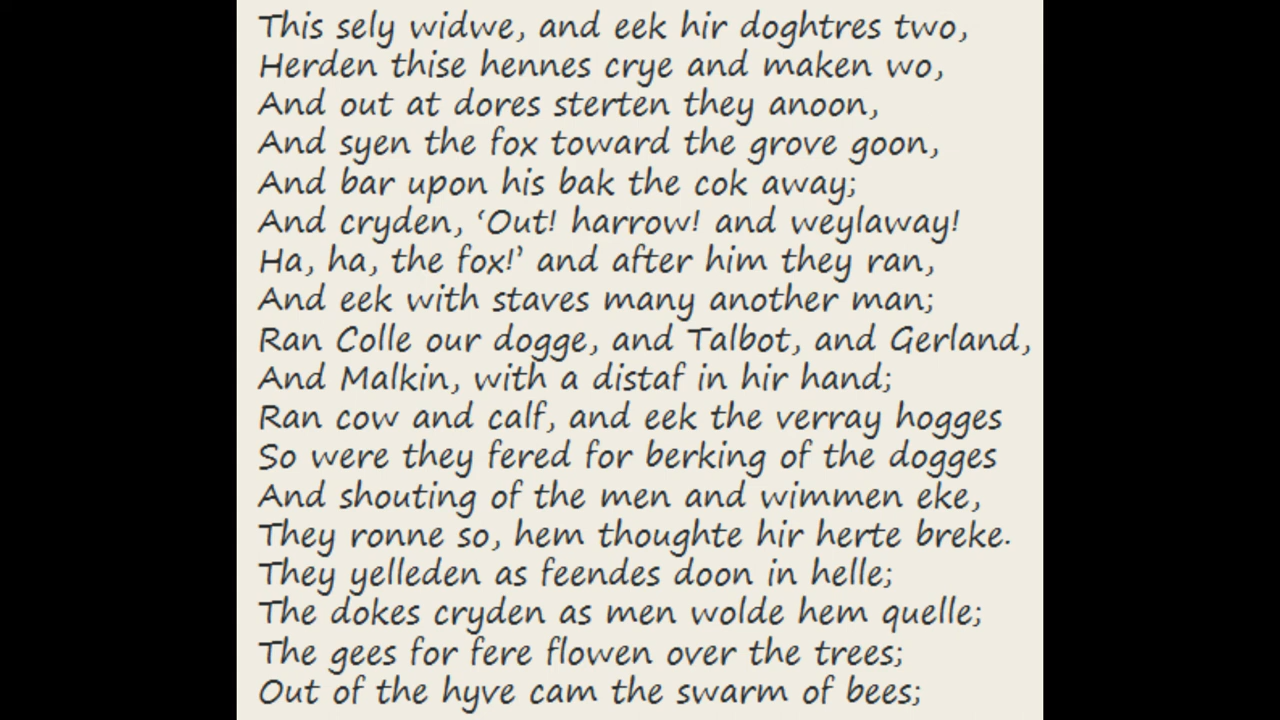 This sely widwe, and eek hir doghtres two,
Herden thise hennes crye and maken wo,
And out at dores sterten they anoon,
And syen the fox toward the grove goon,
And bar upon his bak the cok away;
And cryden, ‘Out! harrow! and weylaway!
Ha, ha, the fox!’ and after him they ran,
And eek with staves many another man;
Ran Colle our dogge, and Talbot, and Gerland,
And Malkin, with a distaf in hir hand;
Ran cow and calf, and eek the verray hogges
So were they fered for berking of the dogges
And shouting of the men and wimmen eke,
They ronne so, hem thoughte hir herte breke.
They yelleden as feendes doon in helle;
The dokes cryden as men wolde hem quelle;
The gees for fere flowen over the trees;
Out of the hyve cam the swarm of bees;